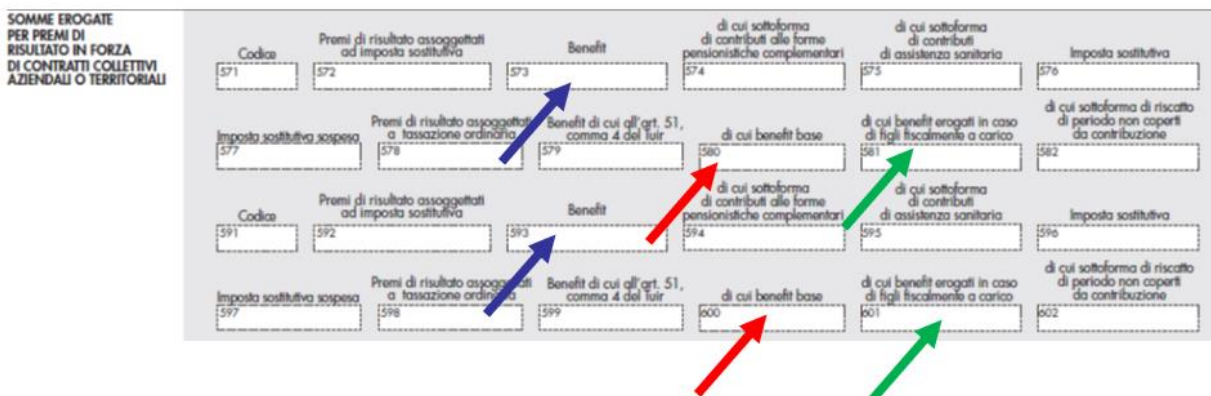 SOMME EROGATE
PER PREMI DI
RISULTATO IN FORZA
DI CONTRATTI COLLETTIVI
AZIENDALI O TERRITORIALI
Codice
Premi di risultato assoggettati
ad imposta sostitutiva
Benefit
di cui sottoforma
di contributi alle forme
pensionistiche complementari
di cui sottoforma
di contributi
di assistenza sanitaria
Imposta sostitutiva
571 572 573 574 575 576
Imposta sostitutiva sospesa
Premi di risultato assoggettati
a tassazione ordinaria
Benefit di cui all'art. 51,
comma 4 del Tuir
di cui benefit base
di cui benefit erogati in caso
di figli fiscalmente a carico
di cui sottoforma di riscatto
di periodo non coperti
da contribuzione
577 578 579 580 581 582
Codice
Premi di risultato assoggettati
ad imposta sostitutiva
Benefit
di cui sottoforma
di contributi alle forme
pensionistiche complementari
di cui sottoforma
di contributi
di assistenza sanitaria
Imposta sostitutiva
591 592 593 594 595 596
Imposta sostitutiva sospesa
Premi di risultato assoggettati
a tassazione ordinaria
Benefit di cui all'art. 51,
comma 4 del Tuir
di cui benefit base
di cui benefit erogati in caso
di figli fiscalmente a carico
di cui sottoforma di riscatto
di periodo non coperti
da contribuzione
597 598 599 600 601 602